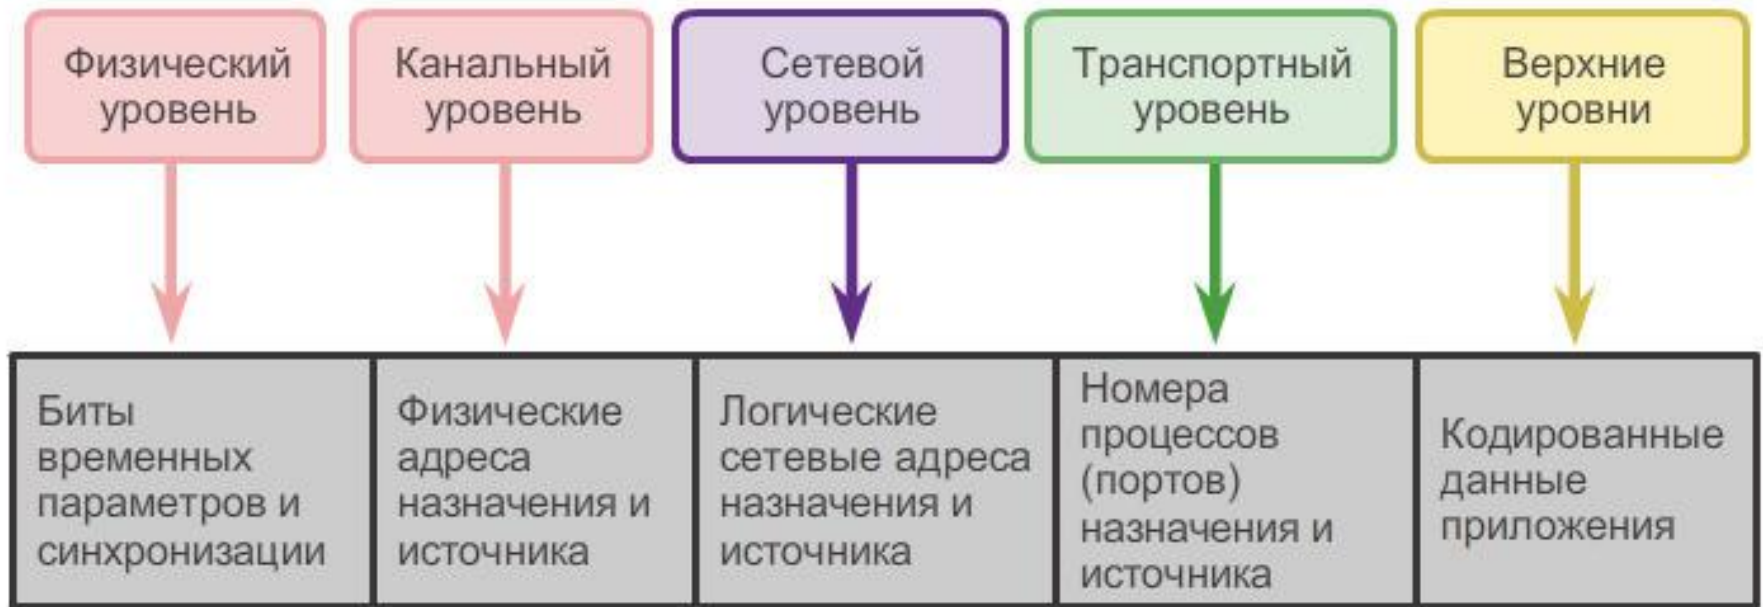 Физический
уровень
Канальный
уровень
Сетевой
уровень
Транспортный
уровень
Верхние
уровни
Биты
временных
параметров и
синхронизации
Физические
адреса
назначения и
источника
Логические
сетевые адреса
назначения и
источника
Номера
процессов
(портов)
назначения и
источника
Кодированные
данные
приложения